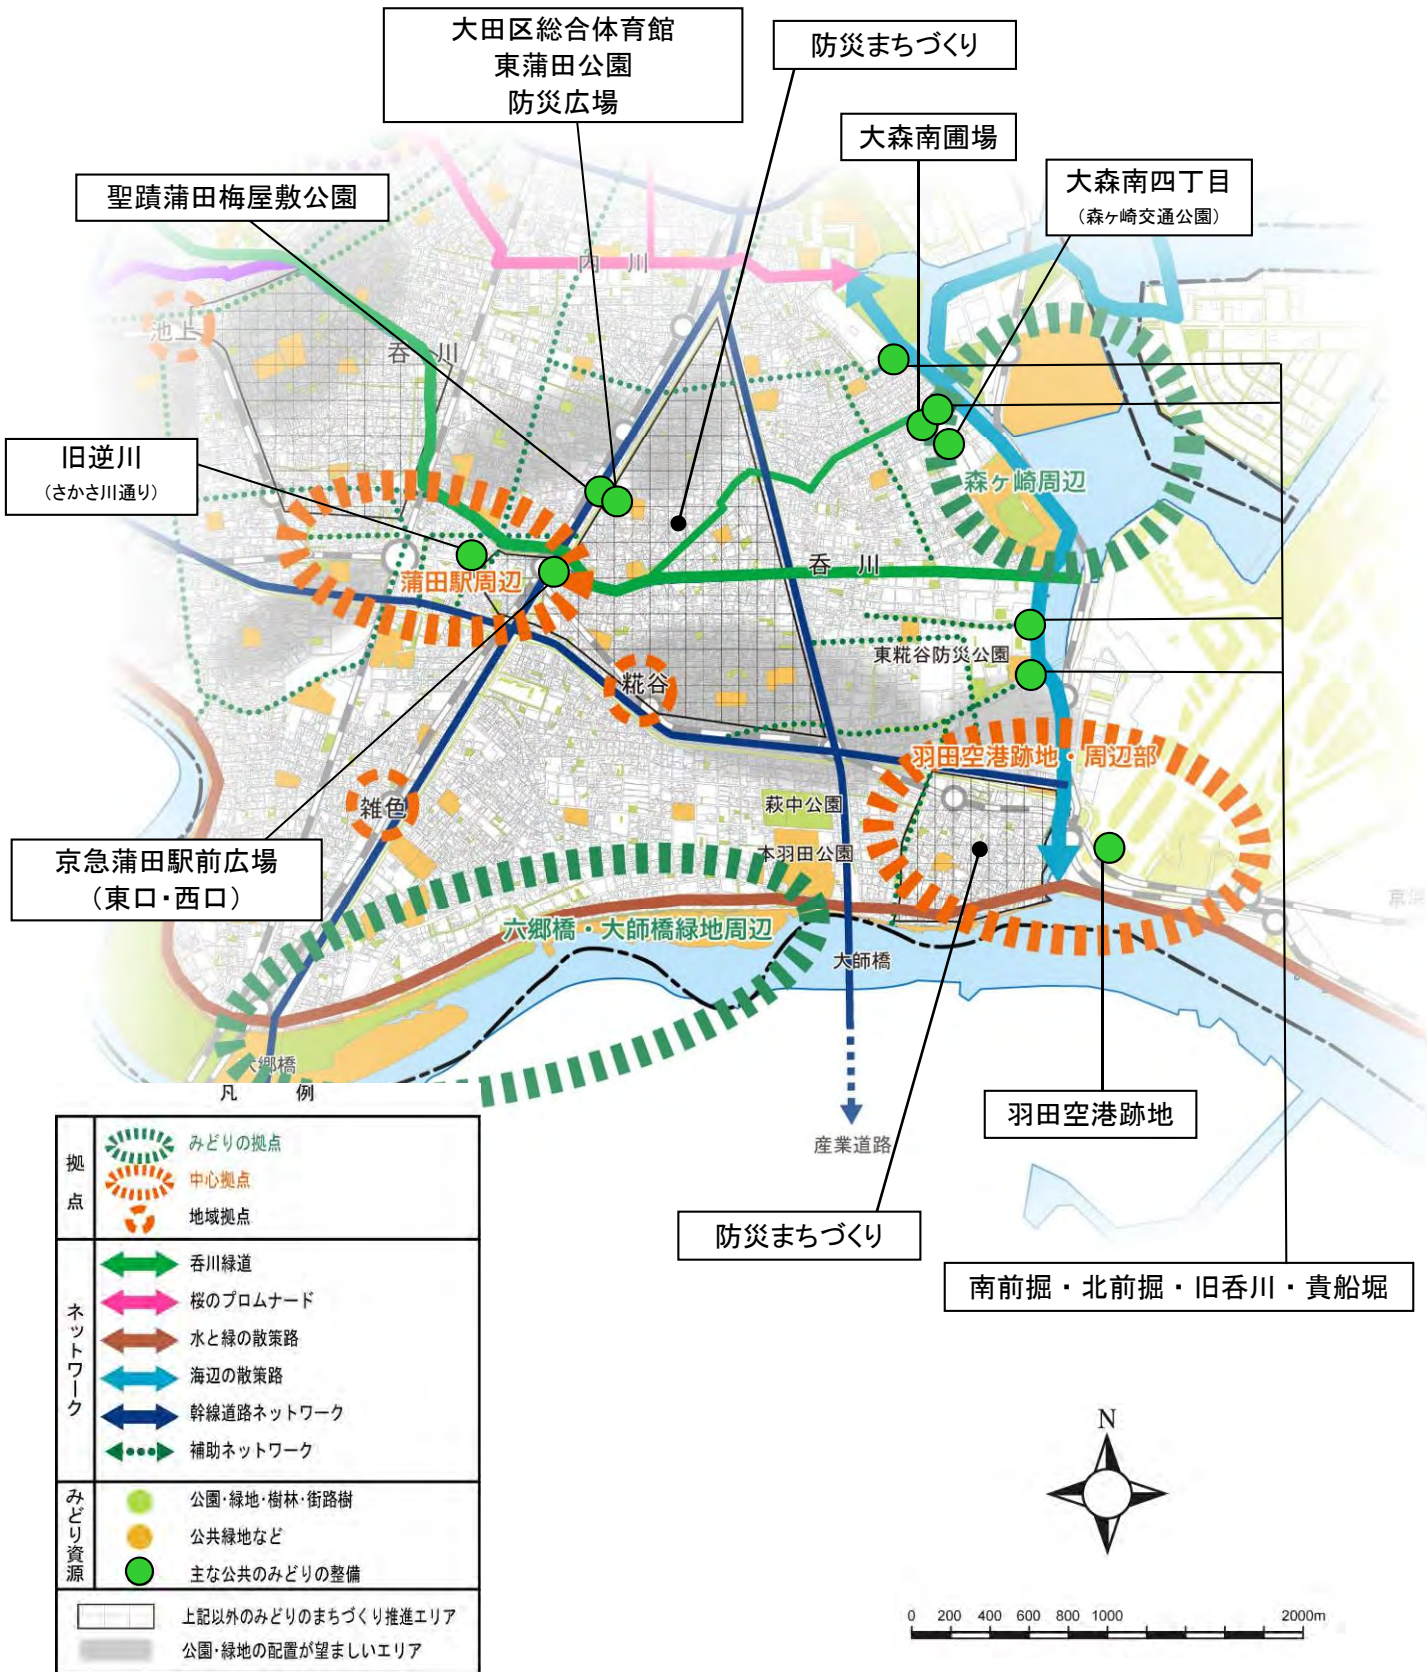 大田区総合体育館
東蒲田公園
防災広場
防災まちづくり
大森南圃場
大森南四丁目
(森ヶ崎交通公園)
聖蹟蒲田梅屋敷公園
内 川
池上
呑 川
旧逆川
(さかさ川通り)
森ヶ崎周辺
呑 川
蒲田駅周辺
東糀谷防災公園
糀谷
羽田空港跡地・周辺部
雑色
萩中公園
本羽田公園
京急蒲田駅前広場
(東口・西口)
六郷橋・大師橋緑地周辺
大師橋
六郷橋
羽田空港跡地
産業道路
防災まちづくり
南前掘・北前掘・旧呑川・貴船堀
凡 例
拠点
みどりの拠点
中心拠点
地域拠点
ネットワーク
呑川緑道
桜のプロムナード
水と緑の散策路
海辺の散策路
幹線道路ネットワーク
補助ネットワーク
みどり資源
公園・緑地・樹林・街路樹
公共緑地など
主な公共のみどりの整備
上記以外のみどりのまちづくり推進エリア
公園・緑地の配置が望ましいエリア
N
0 200 400 600 800 1000 2000m